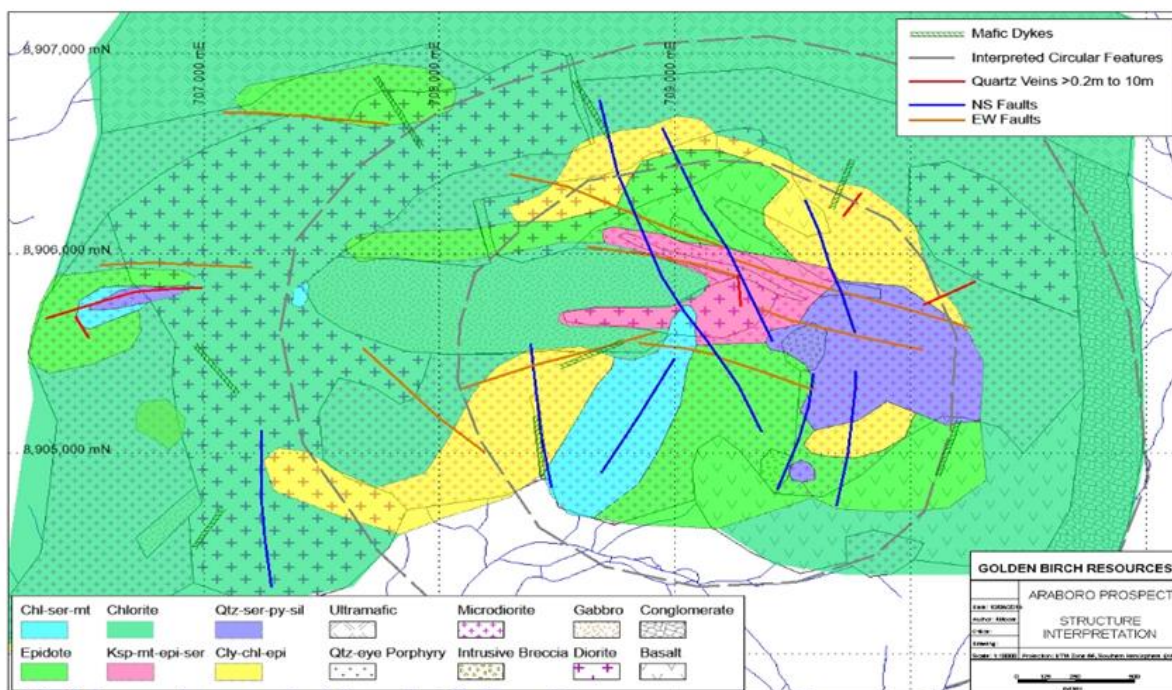 8,907,000 mN
707,000 mE
708,000 mE
709,000 mE
Mafic Dykes
Interpreted Circular Features
Quartz Veins >0.2m to 10m
NS Faults
EW Faults
8,906,000 mN
8,905,000 mN
Chl-ser-mt Chlorite Qtz-ser-py-sil Ultramafic Microdiorite Gabbro Conglomerate
Epidote Ksp-mt-epi-ser Cly-chl-epi Qtz-eye Porphyry Intrusive Breccia Diorite Basalt
GOLDEN BIRCH RESOURCES
ARABORO PROSPECT
STRUCTURE
INTERPRETATION